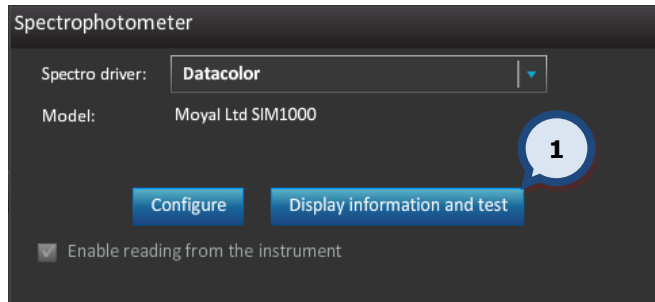 Spectrophotometer
Spectro driver: Datacolor
Model: Moyal Ltd SIM1000
1
Configure Display information and test
Enable reading from the instrument